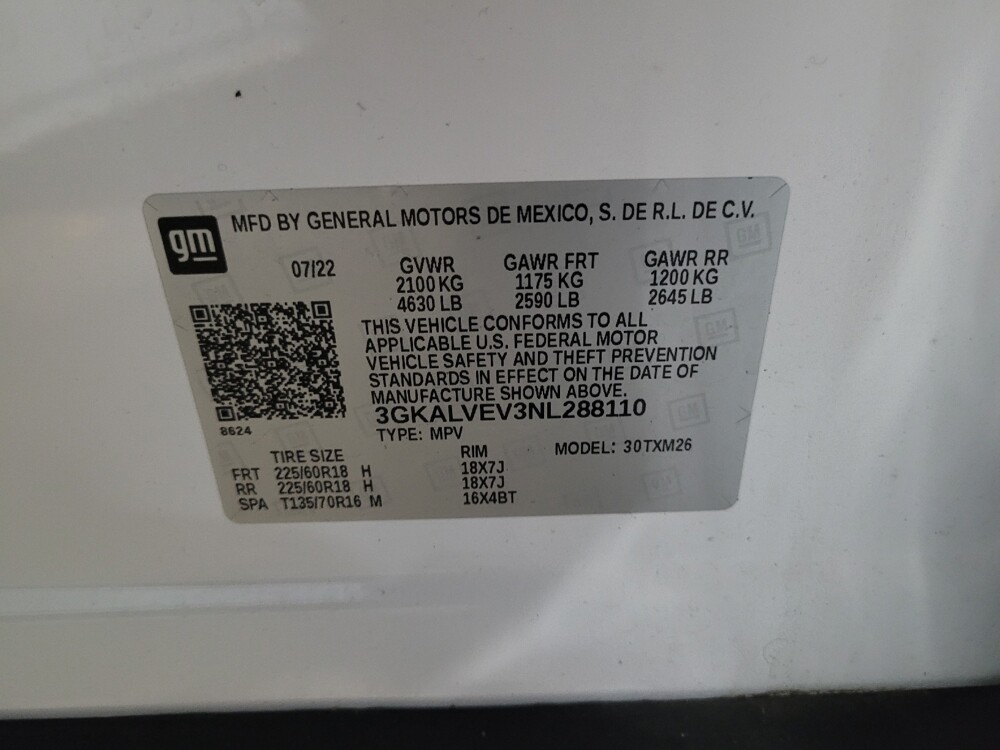 gm MFD BY GENERAL MOTORS DE MEXICO, S. DE R.L. DE C.V.
07/22 GVWR GAWR FRT GAWR RR
2100 KG 1175 KG 1200 KG
4630 LB 2590 LB 2645 LB
THIS VEHICLE CONFORMS TO ALL
APPLICABLE U.S. FEDERAL MOTOR
VEHICLE SAFETY AND THEFT PREVENTION
STANDARDS IN EFFECT ON THE DATE OF
MANUFACTURE SHOWN ABOVE.
3GKALVEV3NL288110
8624
TYPE: MPV
TIRE SIZE RIM MODEL: 30TXM26
FRT 225/60R18 H 18X7J
RR 225/60R18 H 18X7J
SPA T135/70R16 M 16X4BT